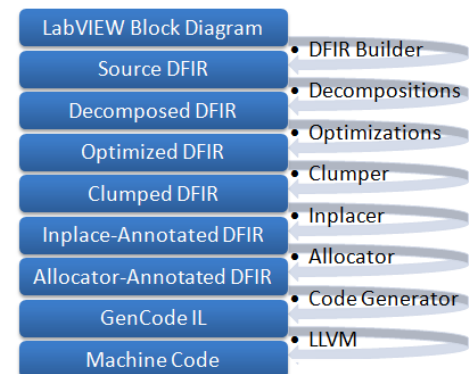 LabVIEW Block Diagram
• DFIR Builder
Source DFIR
• Decompositions
Decomposed DFIR
• Optimizations
Optimized DFIR
• Clumper
Clumped DFIR
• Inplacer
Inplace-Annotated DFIR
• Allocator
Allocator-Annotated DFIR
• Code Generator
GenCode IL
• LLVM
Machine Code